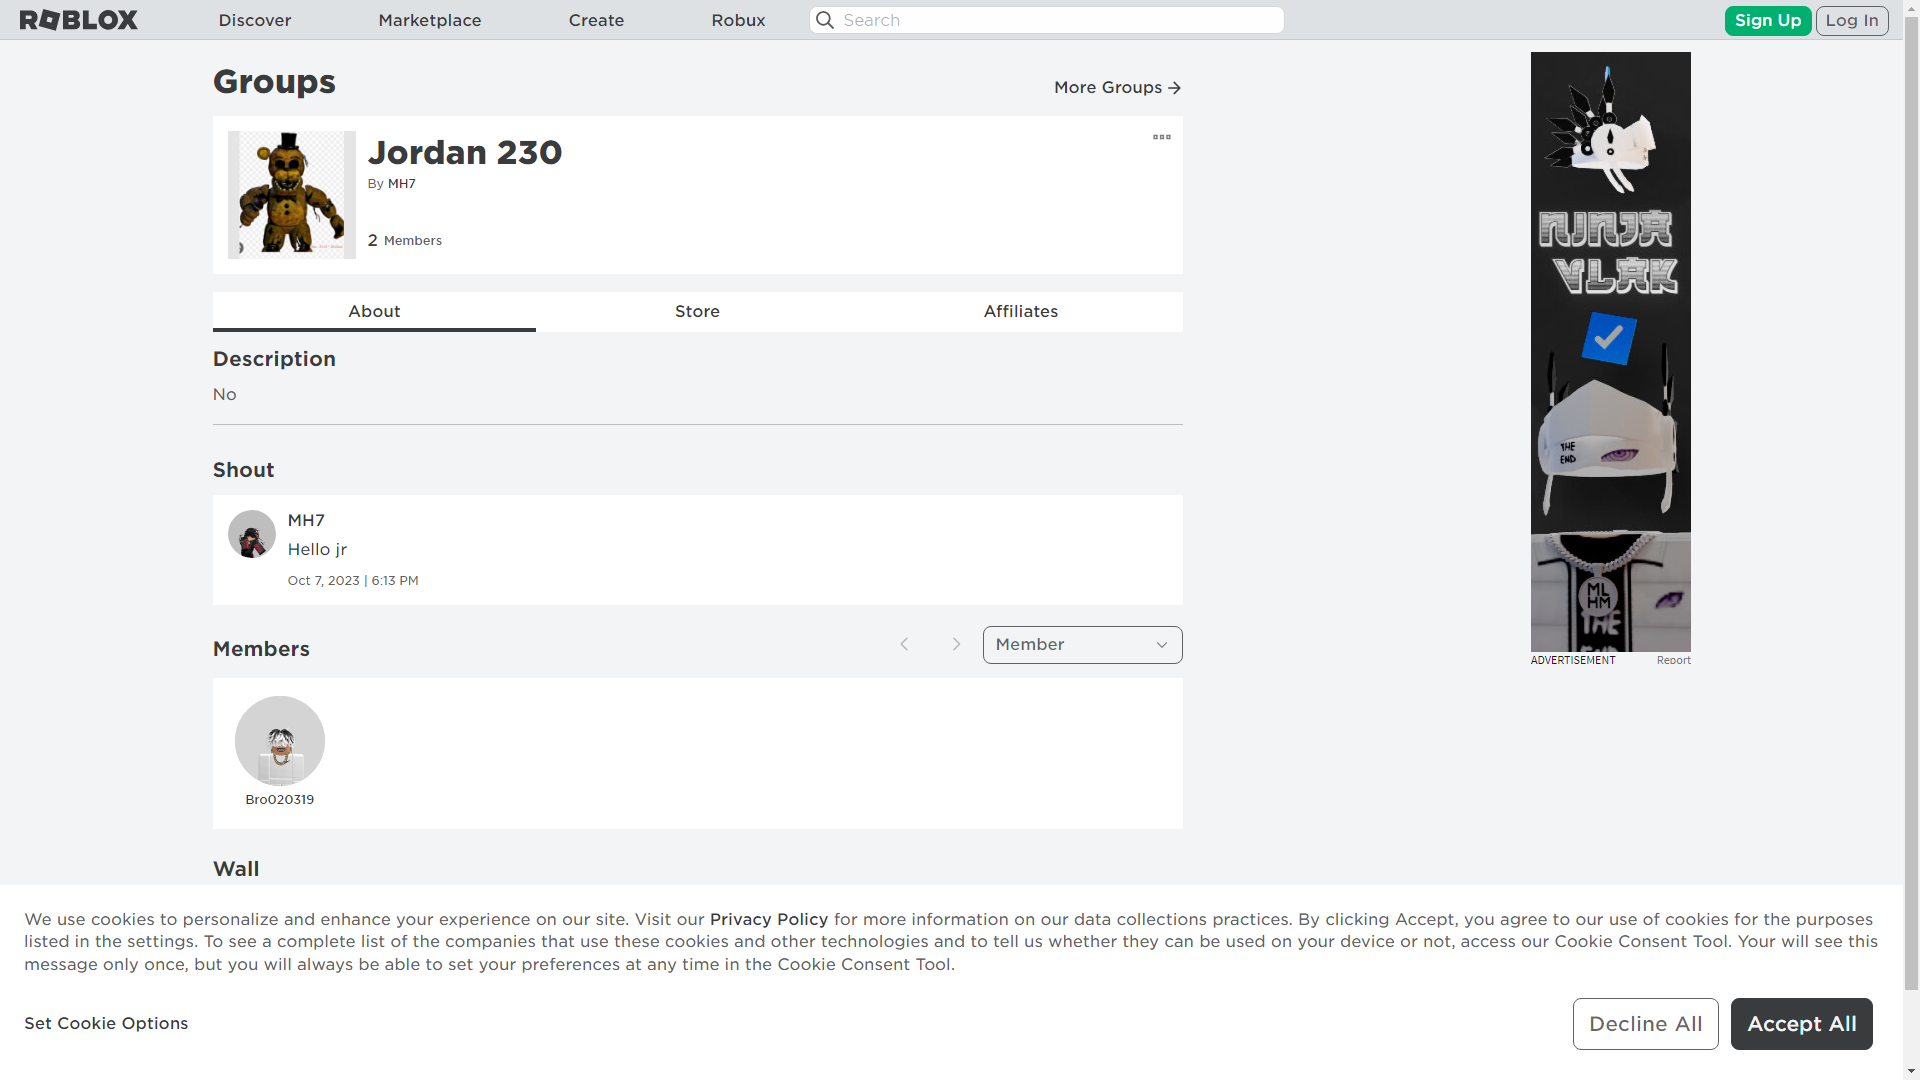 ROBLOX
Discover
Marketplace
Create
Robux
Search
Sign Up
Log In
Groups
More Groups
Jordan 230
By MH7
2 Members
About
Store
Affiliates
Description
No
Shout
MH7
Hello jr
Oct 7, 2023 | 6:13 PM
Members
Member
Bro020319
Wall
NINJA
VLAK
THE
END
ML
HM
THE
END
ADVERTISEMENT
Report
We use cookies to personalize and enhance your experience on our site. Visit our Privacy Policy for more information on our data collections practices. By clicking Accept, you agree to our use of cookies for the purposes
listed in the settings. To see a complete list of the companies that use these cookies and other technologies and to tell us whether they can be used on your device or not, access our Cookie Consent Tool. Your will see this
message only once, but you will always be able to set your preferences at any time in the Cookie Consent Tool.
Set Cookie Options
Decline All
Accept All